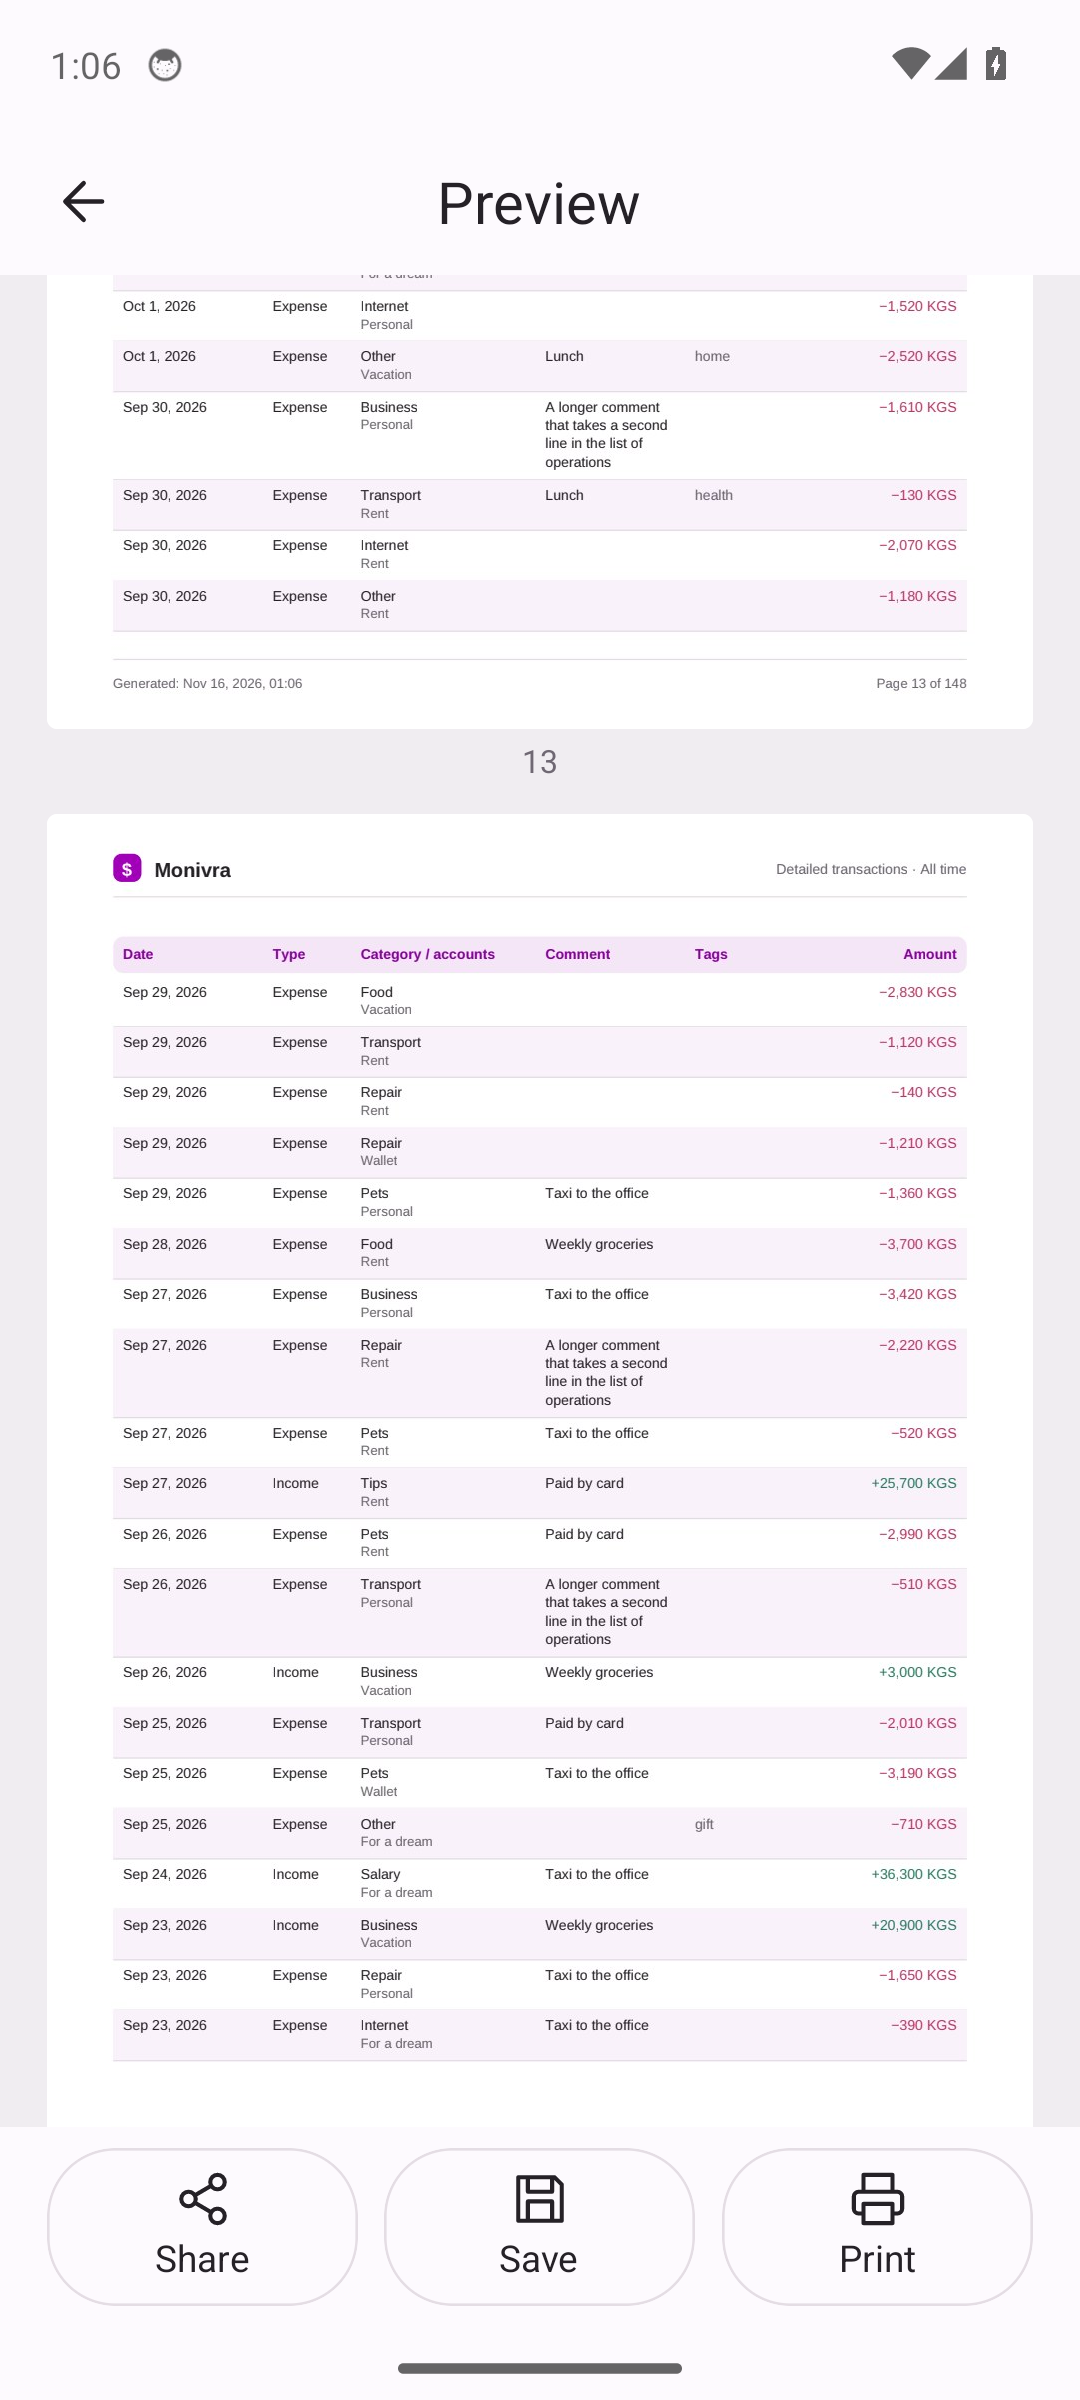 1:06
Preview
For a dream
Oct 1, 2026 Expense Internet −1,520 KGS
Personal
Oct 1, 2026 Expense Other Lunch home −2,520 KGS
Vacation
Sep 30, 2026 Expense Business A longer comment −1,610 KGS
Personal that takes a second
line in the list of
operations
Sep 30, 2026 Expense Transport Lunch health −130 KGS
Rent
Sep 30, 2026 Expense Internet −2,070 KGS
Rent
Sep 30, 2026 Expense Other −1,180 KGS
Rent
Generated: Nov 16, 2026, 01:06 Page 13 of 148
13
$ Monivra Detailed transactions · All time
Date Type Category / accounts Comment Tags Amount
Sep 29, 2026 Expense Food −2,830 KGS
Vacation
Sep 29, 2026 Expense Transport −1,120 KGS
Rent
Sep 29, 2026 Expense Repair −140 KGS
Rent
Sep 29, 2026 Expense Repair −1,210 KGS
Wallet
Sep 29, 2026 Expense Pets Taxi to the office −1,360 KGS
Personal
Sep 28, 2026 Expense Food Weekly groceries −3,700 KGS
Rent
Sep 27, 2026 Expense Business Taxi to the office −3,420 KGS
Personal
Sep 27, 2026 Expense Repair A longer comment −2,220 KGS
Rent that takes a second
line in the list of
operations
Sep 27, 2026 Expense Pets Taxi to the office −520 KGS
Rent
Sep 27, 2026 Income Tips Paid by card +25,700 KGS
Rent
Sep 26, 2026 Expense Pets Paid by card −2,990 KGS
Rent
Sep 26, 2026 Expense Transport A longer comment −510 KGS
Personal that takes a second
line in the list of
operations
Sep 26, 2026 Income Business Weekly groceries +3,000 KGS
Vacation
Sep 25, 2026 Expense Transport Paid by card −2,010 KGS
Personal
Sep 25, 2026 Expense Pets Taxi to the office −3,190 KGS
Wallet
Sep 25, 2026 Expense Other gift −710 KGS
For a dream
Sep 24, 2026 Income Salary Taxi to the office +36,300 KGS
For a dream
Sep 23, 2026 Income Business Weekly groceries +20,900 KGS
Vacation
Sep 23, 2026 Expense Repair Taxi to the office −1,650 KGS
Personal
Sep 23, 2026 Expense Internet Taxi to the office −390 KGS
For a dream
Share Save Print